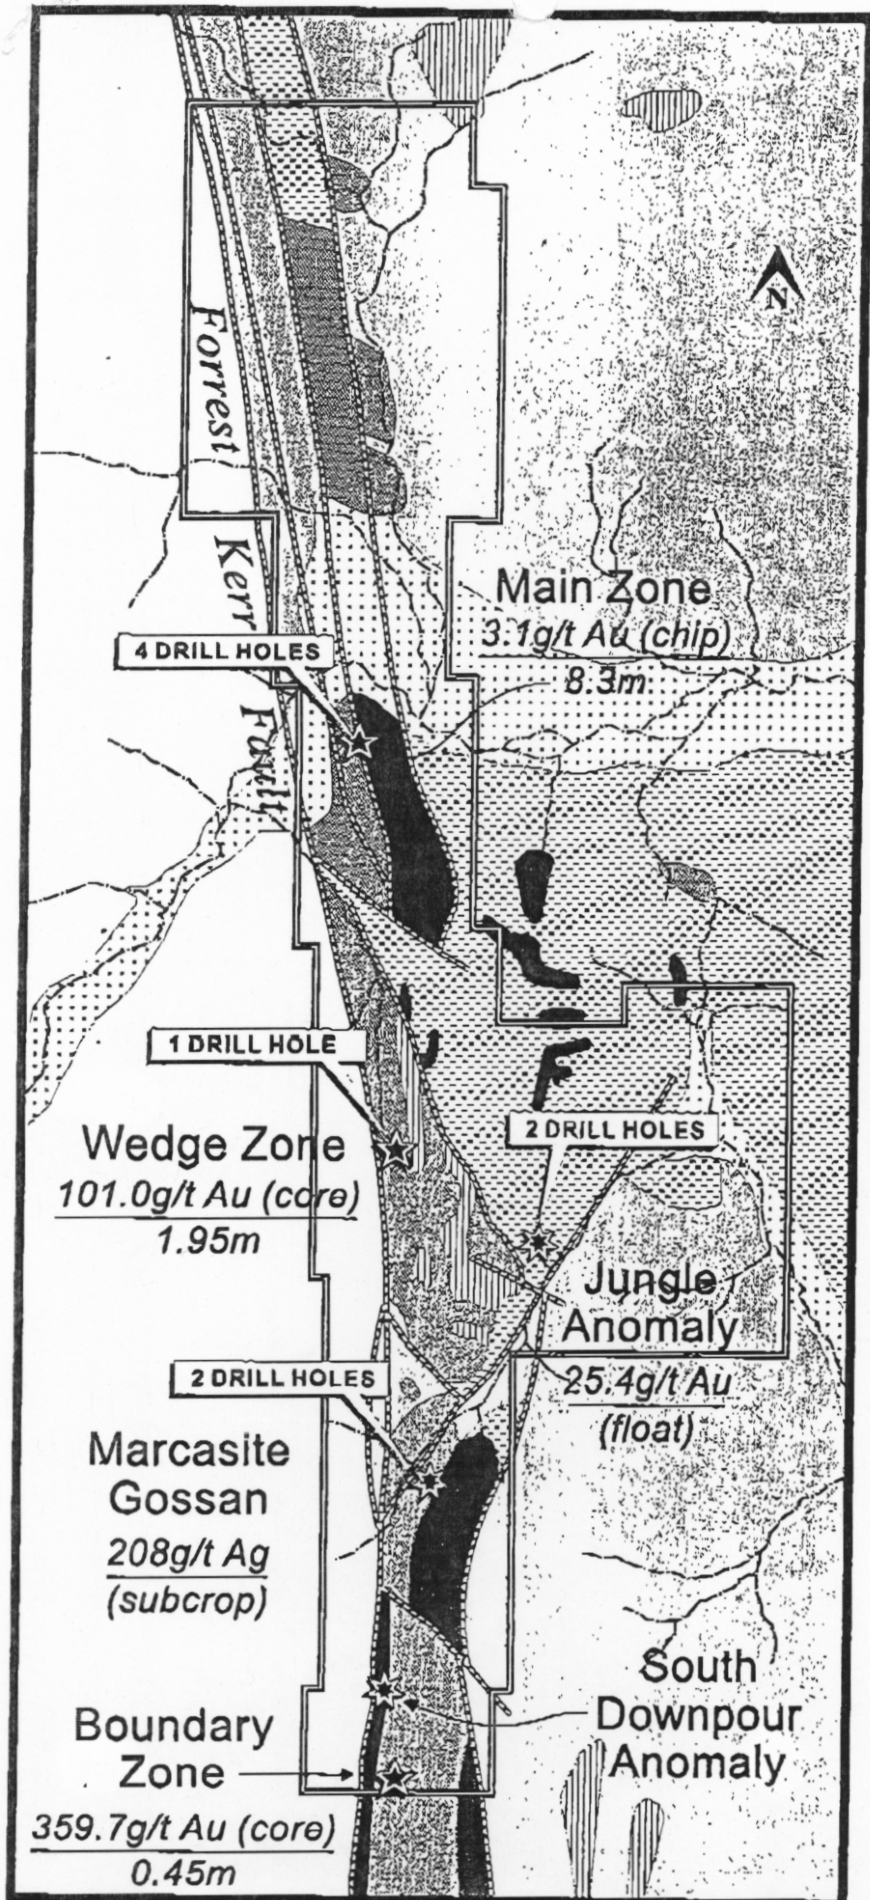 N
Forrest
Kerr
Fault
Main Zone
3.1g/t Au (chip)
8.3m
4 DRILL HOLES
1 DRILL HOLE
2 DRILL HOLES
Wedge Zone
101.0g/t Au (core)
1.95m
Jungle
Anomaly
25.4g/t Au
(float)
2 DRILL HOLES
Marcasite
Gossan
208g/t Ag
(subcrop)
South
Downpour
Anomaly
Boundary
Zone
359.7g/t Au (core)
0.45m